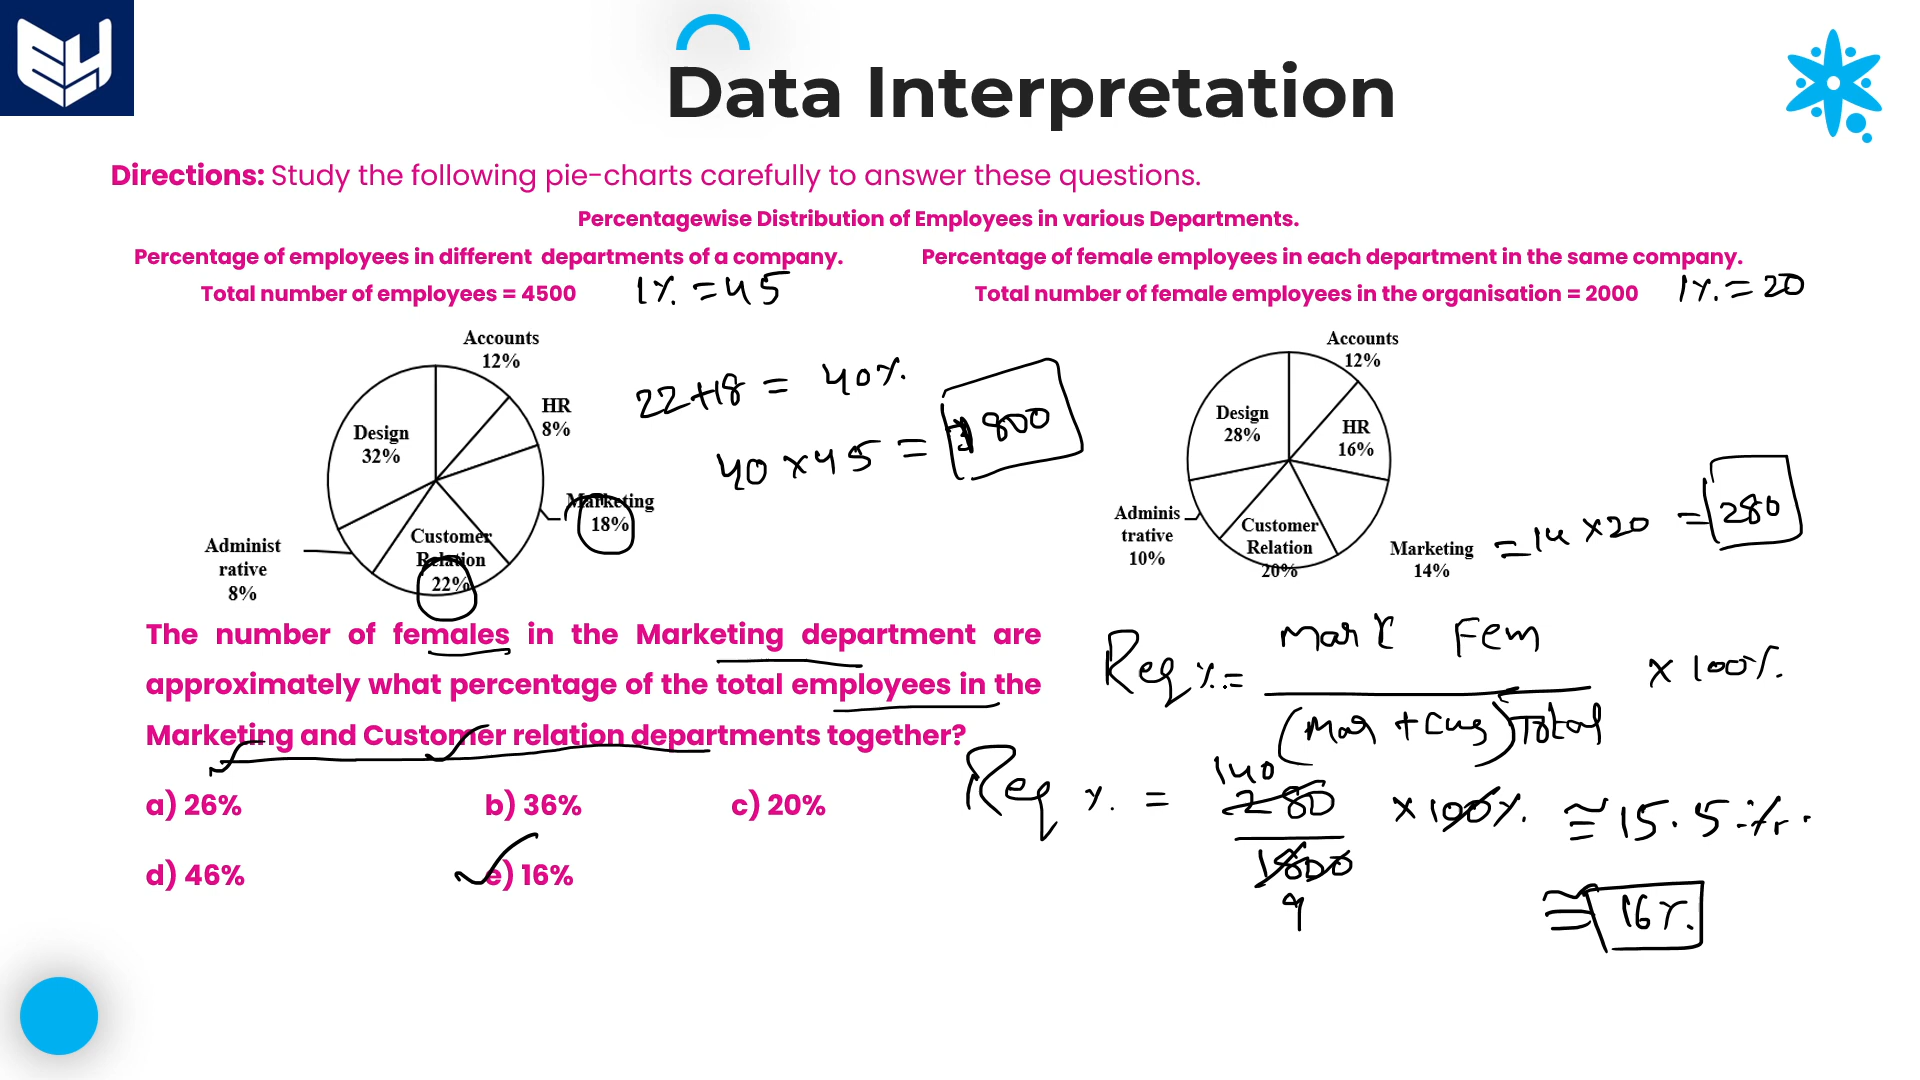 EY
Data Interpretation
Directions: Study the following pie-charts carefully to answer these questions.
Percentagewise Distribution of Employees in various Departments.
Percentage of employees in different departments of a company.
Total number of employees = 4500
1% = 45
Percentage of female employees in each department in the same company.
Total number of female employees in the organisation = 2000
1% = 20
Accounts
12%
HR
8%
Design
32%
Marketing
18%
Customer
Relation
22%
Administ
rative
8%
22+18 = 40%
40 x 45 = 1800
Accounts
12%
Design
28%
HR
16%
Adminis
trative
10%
Customer
Relation
20%
Marketing
14%
= 14 x 20 = 280
The number of females in the Marketing department are
approximately what percentage of the total employees in the
Marketing and Customer relation departments together?
a) 26%
b) 36%
c) 20%
d) 46%
e) 16%
Req % =
Mark Fem
x 100%
(Mar + Cus) Total
Req % =
140
280
x 100% ≅ 15.5%
1800
9
≅ 16%